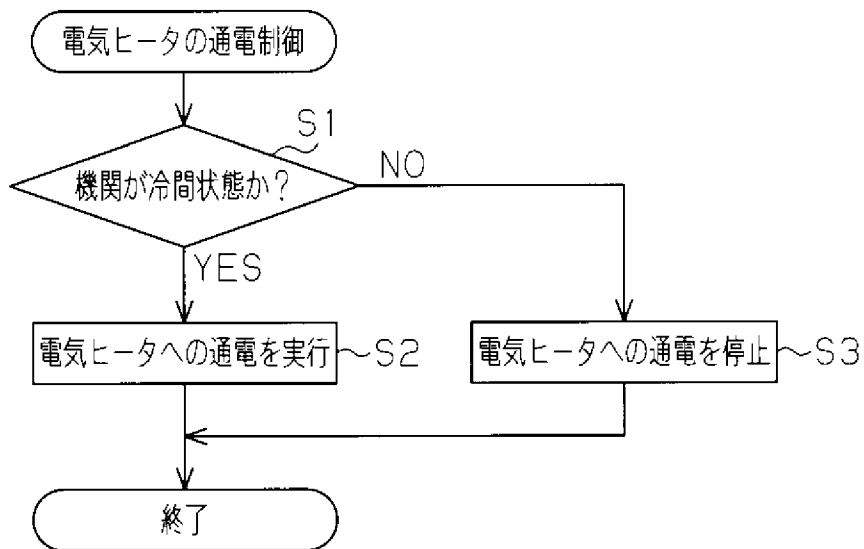 電気ヒータの通電制御
S1
機関が冷間状態か?
NO
YES
電気ヒータへの通電を実行
S2
電気ヒータへの通電を停止
S3
終了